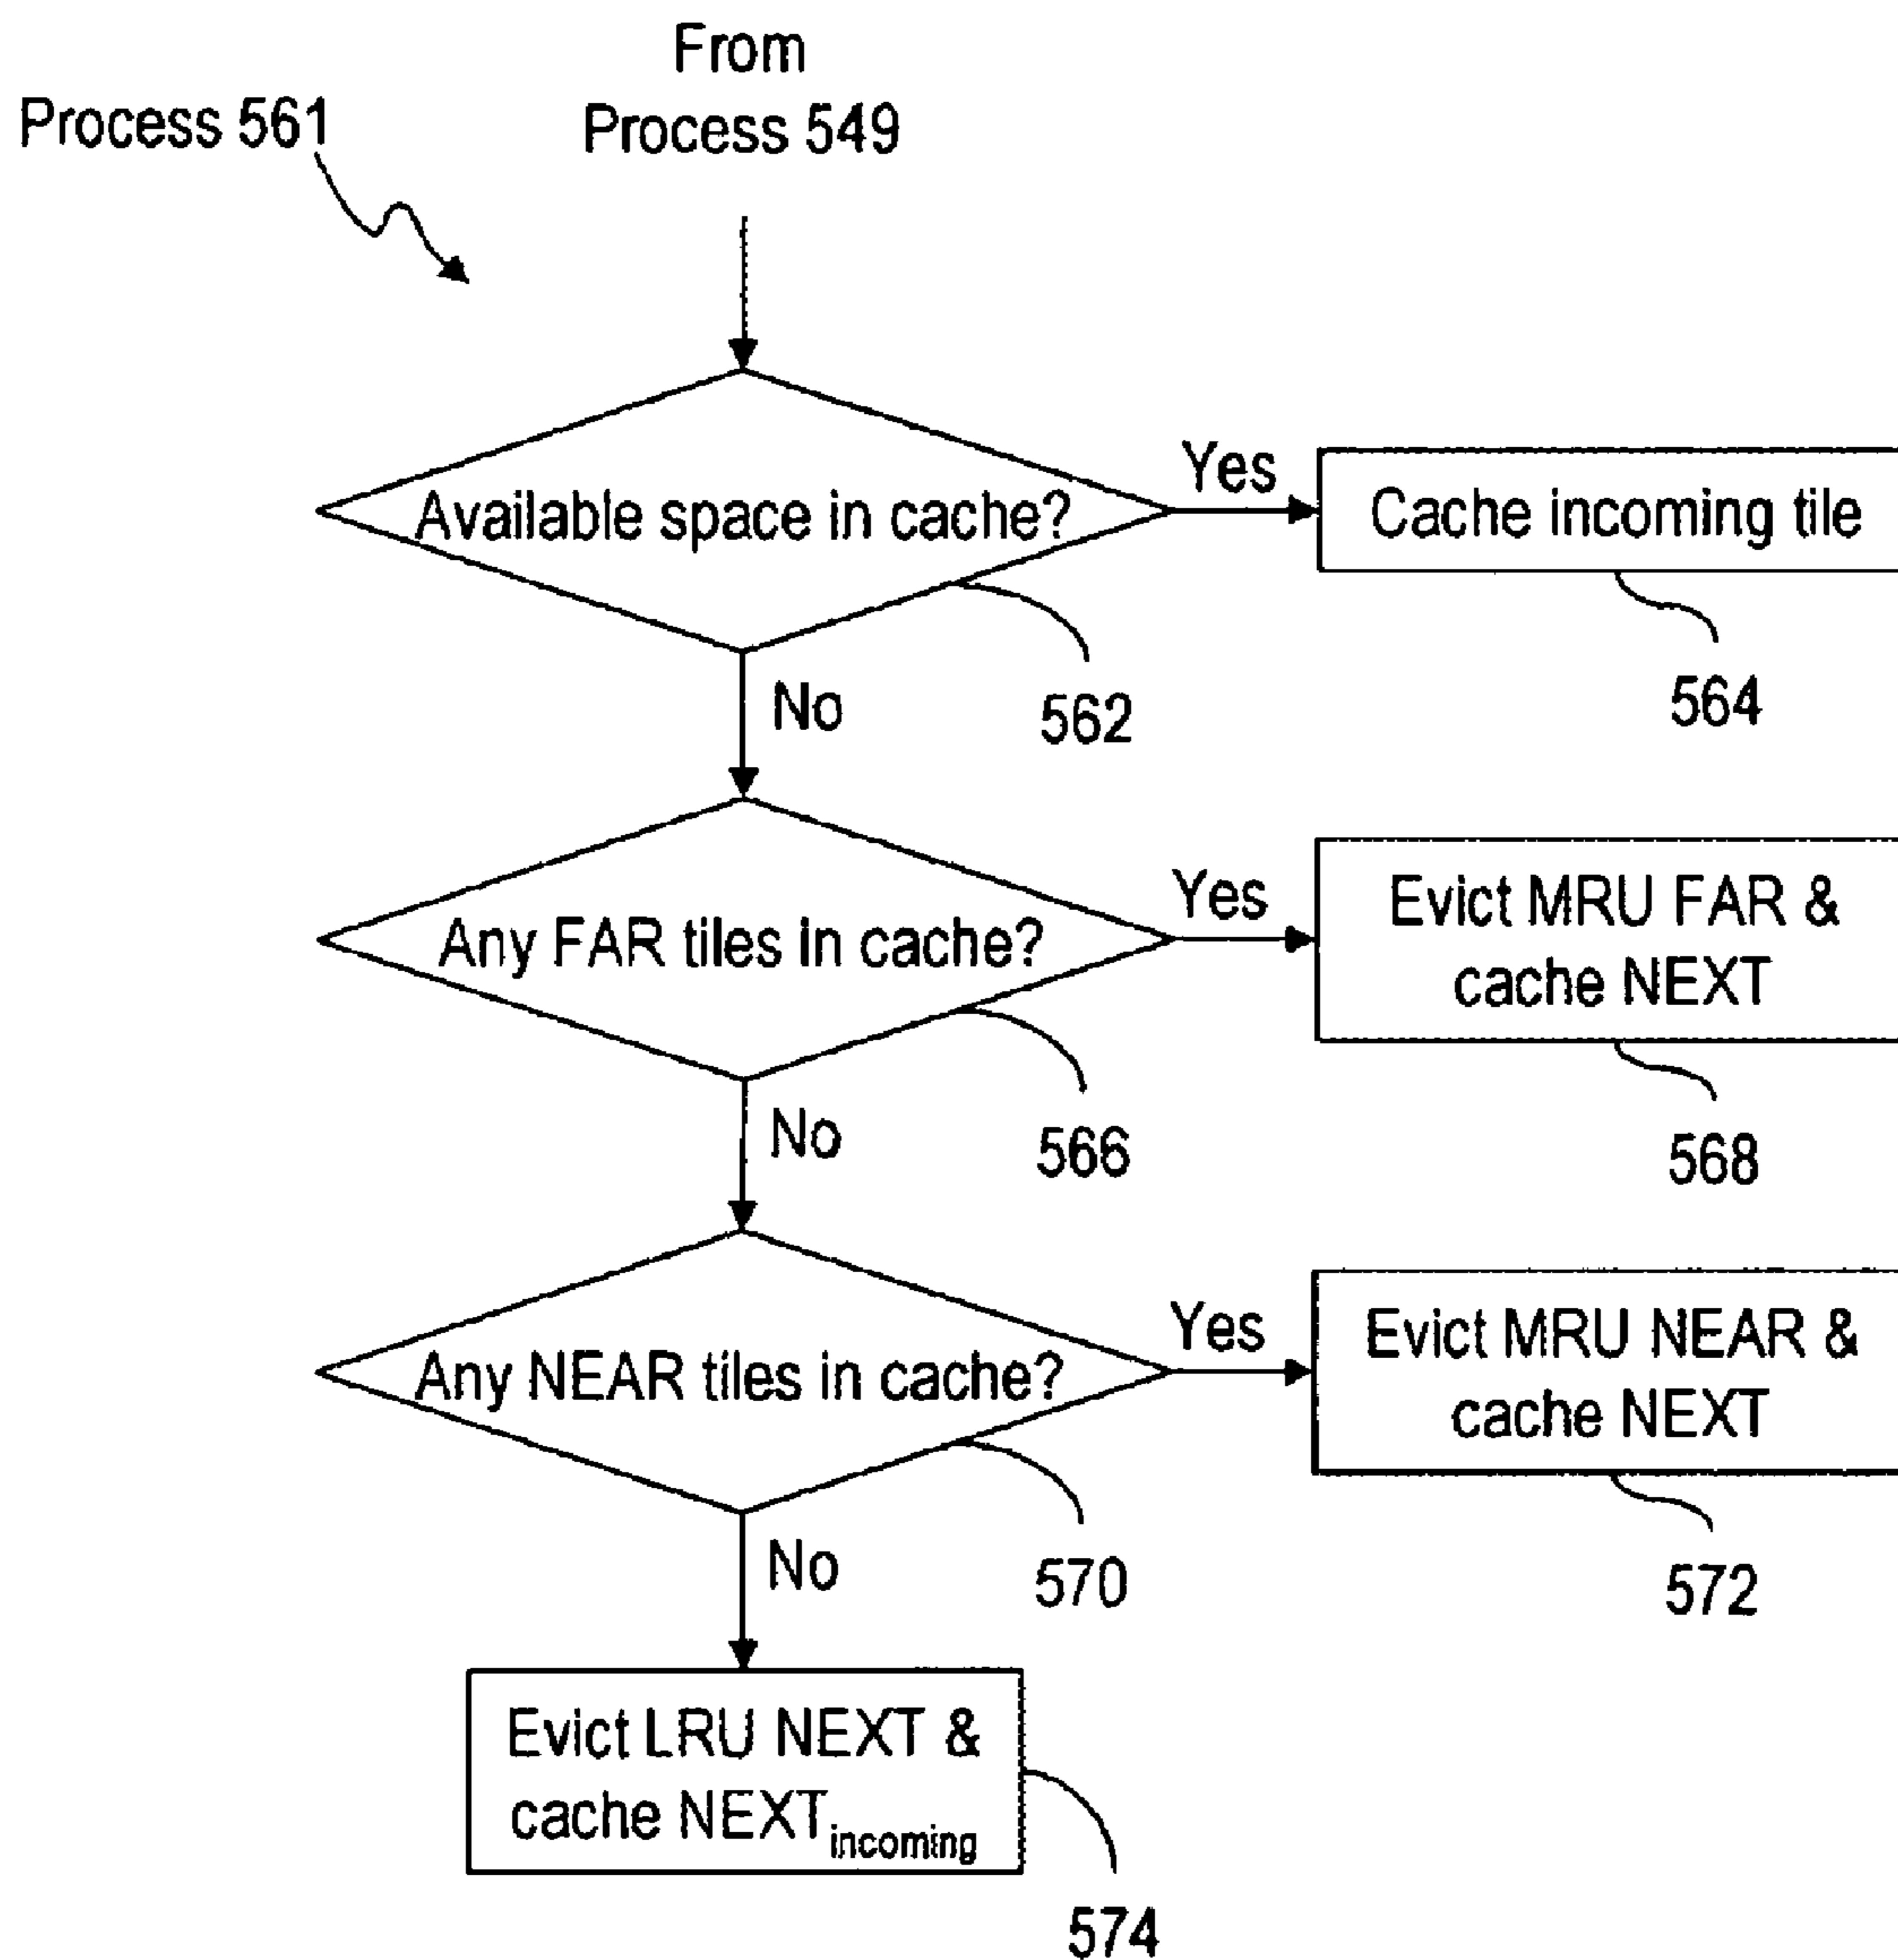 From
Process 561
Process 549
Available space in cache?
Yes
Cache incoming tile
No
562
564
Any FAR tiles in cache?
Yes
Evict MRU FAR &
cache NEXT
No
566
568
Any NEAR tiles in cache?
Yes
Evict MRU NEAR &
cache NEXT
No
570
572
Evict LRU NEXT &
cache NEXTincoming
574